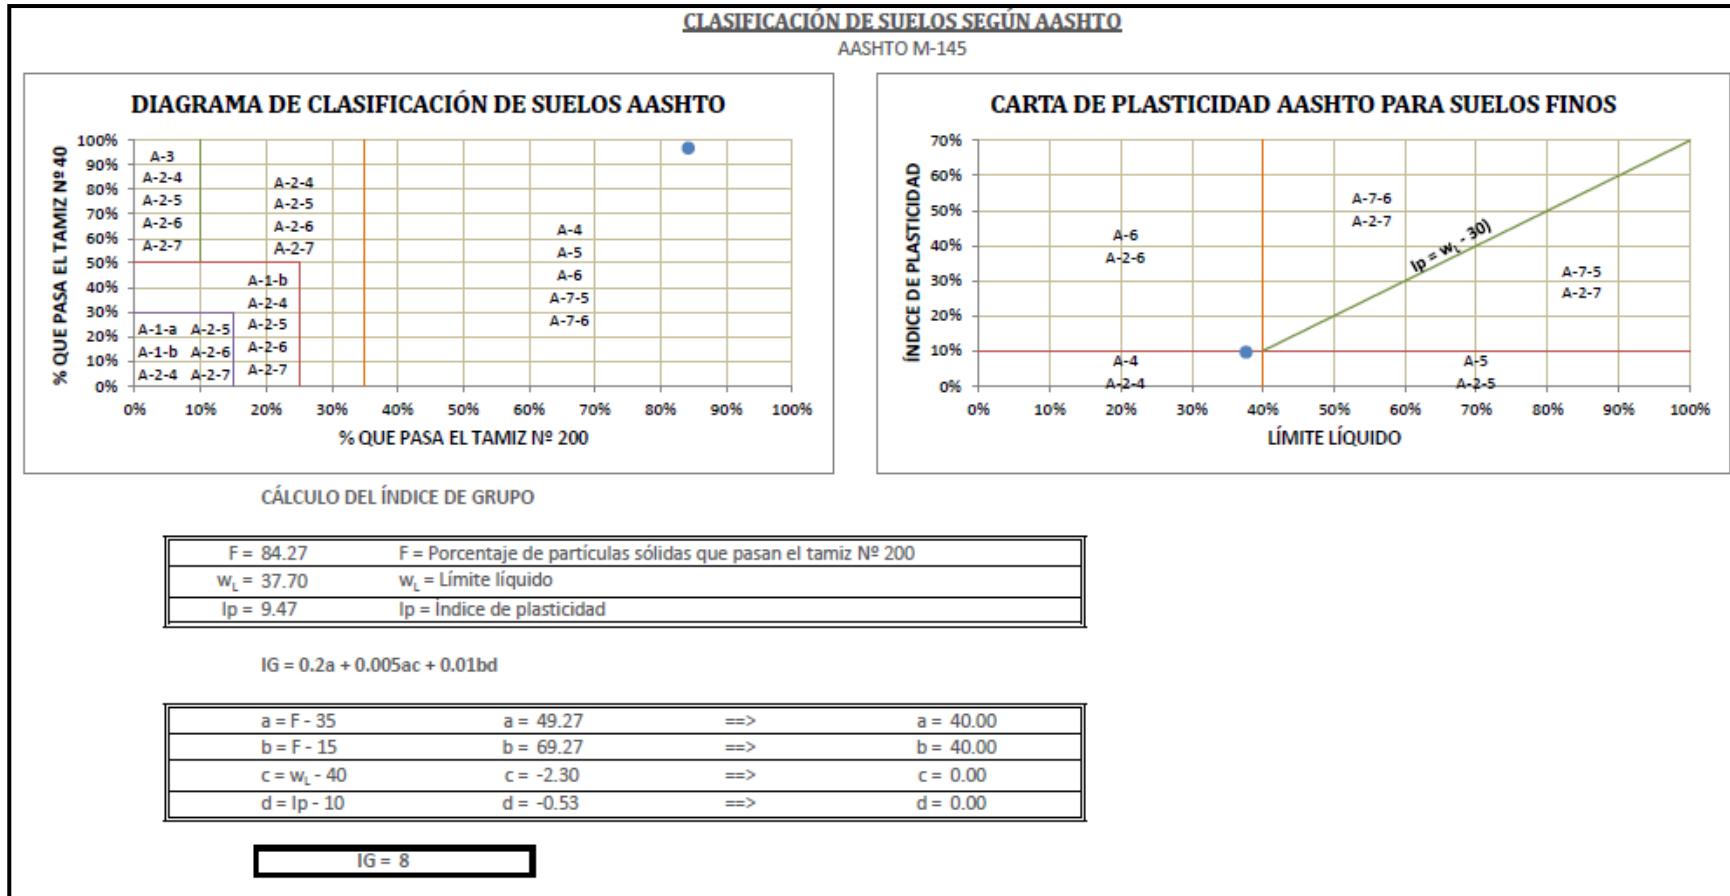 CLASIFICACIÓN DE SUELOS SEGÚN AASHTO
AASHTO M-145
DIAGRAMA DE CLASIFICACIÓN DE SUELOS AASHTO
% QUE PASA EL TAMIZ Nº 40
100%
90%
80%
70%
60%
50%
40%
30%
20%
10%
0%
A-3
A-2-4
A-2-5
A-2-6
A-2-7
A-2-4
A-2-5
A-2-6
A-2-7
A-1-b
A-2-4
A-2-5
A-2-6
A-2-7
A-1-a A-2-5
A-1-b A-2-6
A-2-4 A-2-7
A-4
A-5
A-6
A-7-5
A-7-6
0% 10% 20% 30% 40% 50% 60% 70% 80% 90% 100%
% QUE PASA EL TAMIZ Nº 200
CARTA DE PLASTICIDAD AASHTO PARA SUELOS FINOS
ÍNDICE DE PLASTICIDAD
70%
60%
50%
40%
30%
20%
10%
0%
A-6
A-2-6
A-7-6
A-2-7
Ip = wL - 30)
A-7-5
A-2-7
A-4
A-2-4
A-5
A-2-5
0% 10% 20% 30% 40% 50% 60% 70% 80% 90% 100%
LÍMITE LÍQUIDO
CÁLCULO DEL ÍNDICE DE GRUPO
F = 84.27 F = Porcentaje de partículas sólidas que pasan el tamiz Nº 200
wL = 37.70 wL = Límite líquido
Ip = 9.47 Ip = Índice de plasticidad
IG = 0.2a + 0.005ac + 0.01bd
a = F - 35 a = 49.27 ==> a = 40.00
b = F - 15 b = 69.27 ==> b = 40.00
c = wL - 40 c = -2.30 ==> c = 0.00
d = Ip - 10 d = -0.53 ==> d = 0.00
IG = 8